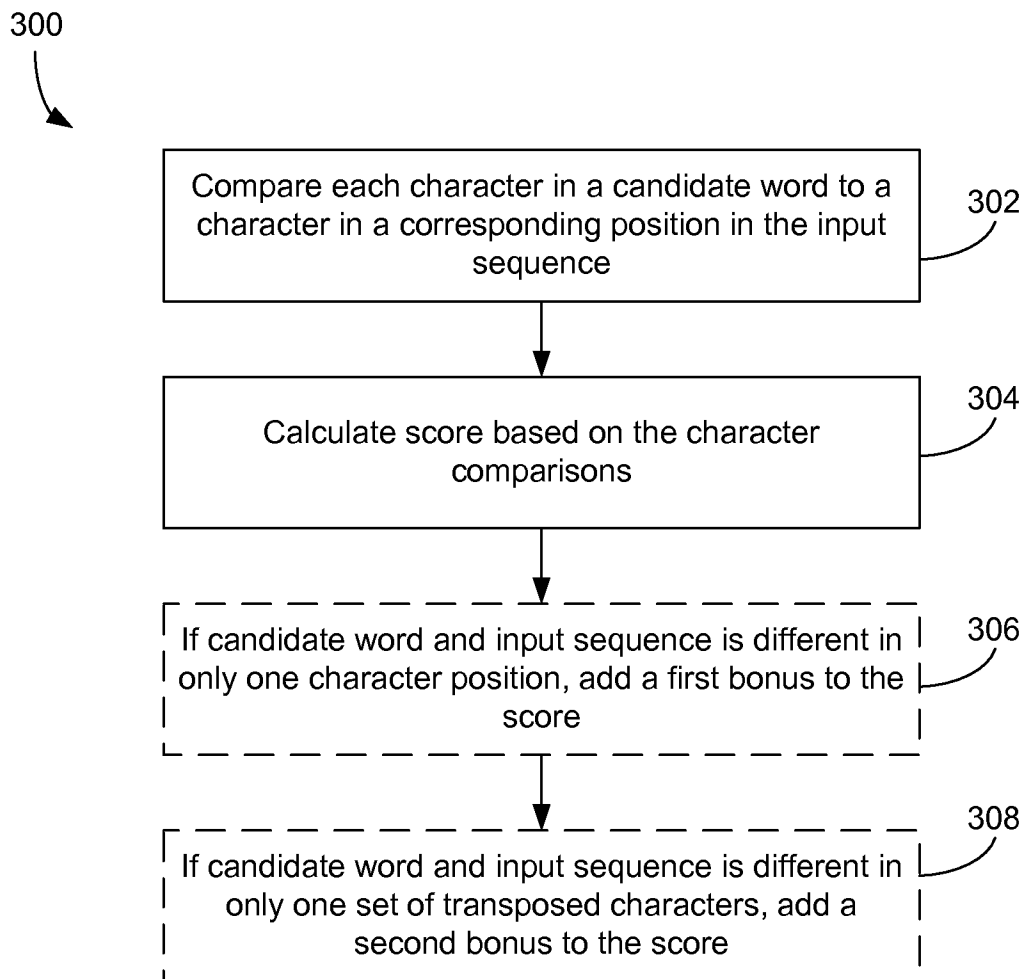 300
Compare each character in a candidate word to a
character in a corresponding position in the input
sequence
302
Calculate score based on the character
comparisons
304
If candidate word and input sequence is different in
only one character position, add a first bonus to the
score
306
If candidate word and input sequence is different in
only one set of transposed characters, add a
second bonus to the score
308